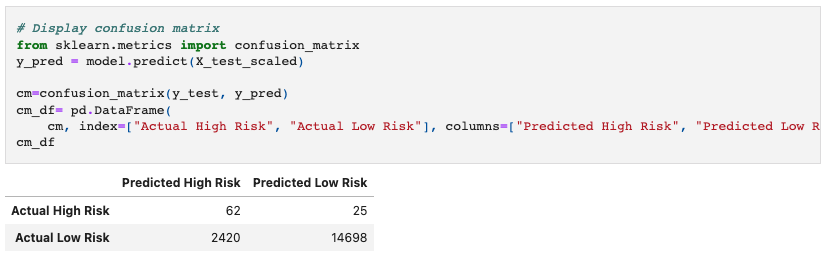 # Display confusion matrix
from sklearn.metrics import confusion_matrix
y_pred = model.predict(X_test_scaled)
cm=confusion_matrix(y_test, y_pred)
cm_df= pd.DataFrame(
    cm, index=["Actual High Risk", "Actual Low Risk"], columns=["Predicted High Risk", "Predicted Low R
cm_df
Predicted High Risk Predicted Low Risk
Actual High Risk 62 25
Actual Low Risk 2420 14698